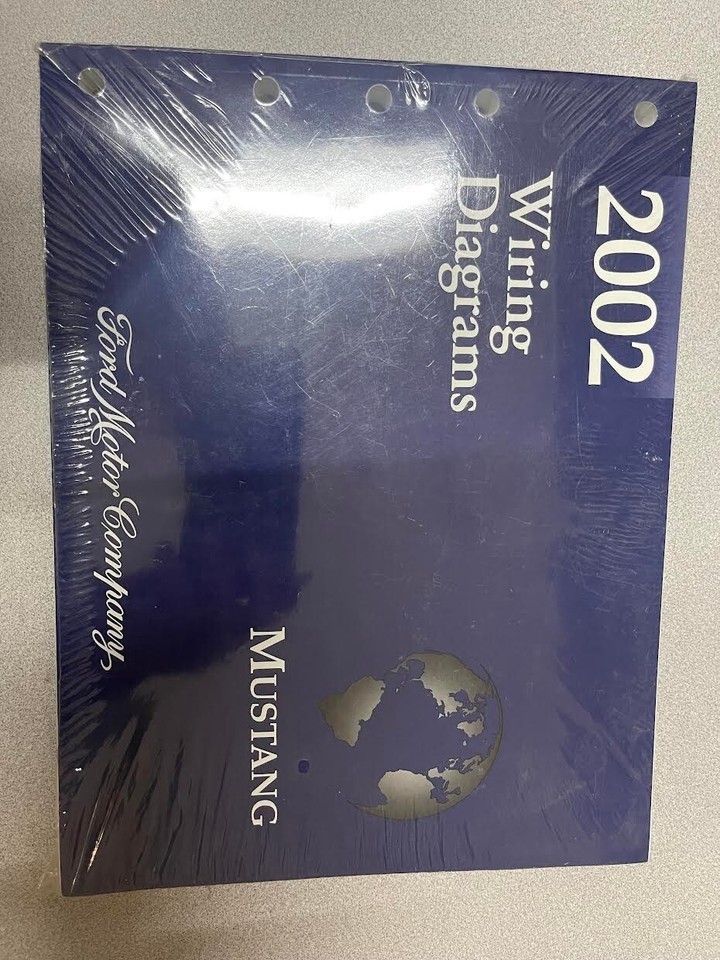 2002
Wiring
Diagrams
MUSTANG
Ford Motor Company